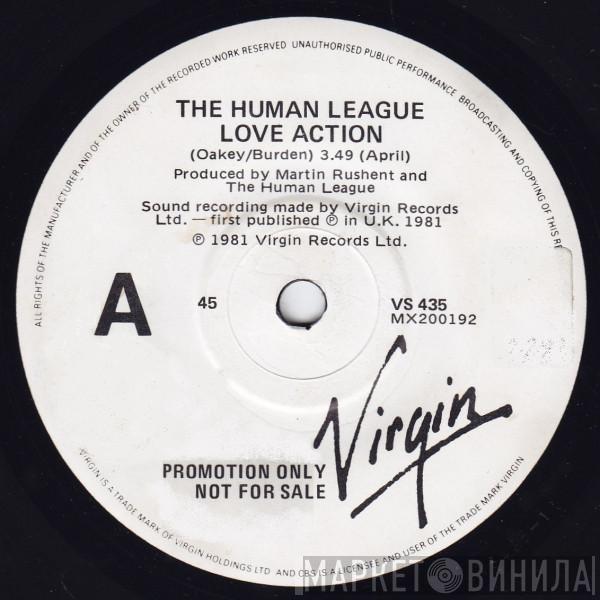 ALL RIGHTS OF THE MANUFACTURER AND OF THE OWNER OF THE RECORDED WORK RESERVED UNAUTHORISED PUBLIC PERFORMANCE BROADCASTING AND COPYING OF THIS
THE HUMAN LEAGUE
LOVE ACTION
(Oakey/Burden) 3.49 (April)
Produced by Martin Rushent and
The Human League
Sound recording made by Virgin Records
Ltd. — first published ℗ in U.K. 1981
℗ 1981 Virgin Records Ltd.
A
45
VS 435
MX200192
Virgin
PROMOTION ONLY
NOT FOR SALE
VIRGIN IS A TRADE MARK OF VIRGIN HOLDINGS LTD AND CBS IS A LICENSEE AND USER OF THE TRADE MARK VIRGIN
МАРКЕТ ВИНИЛА